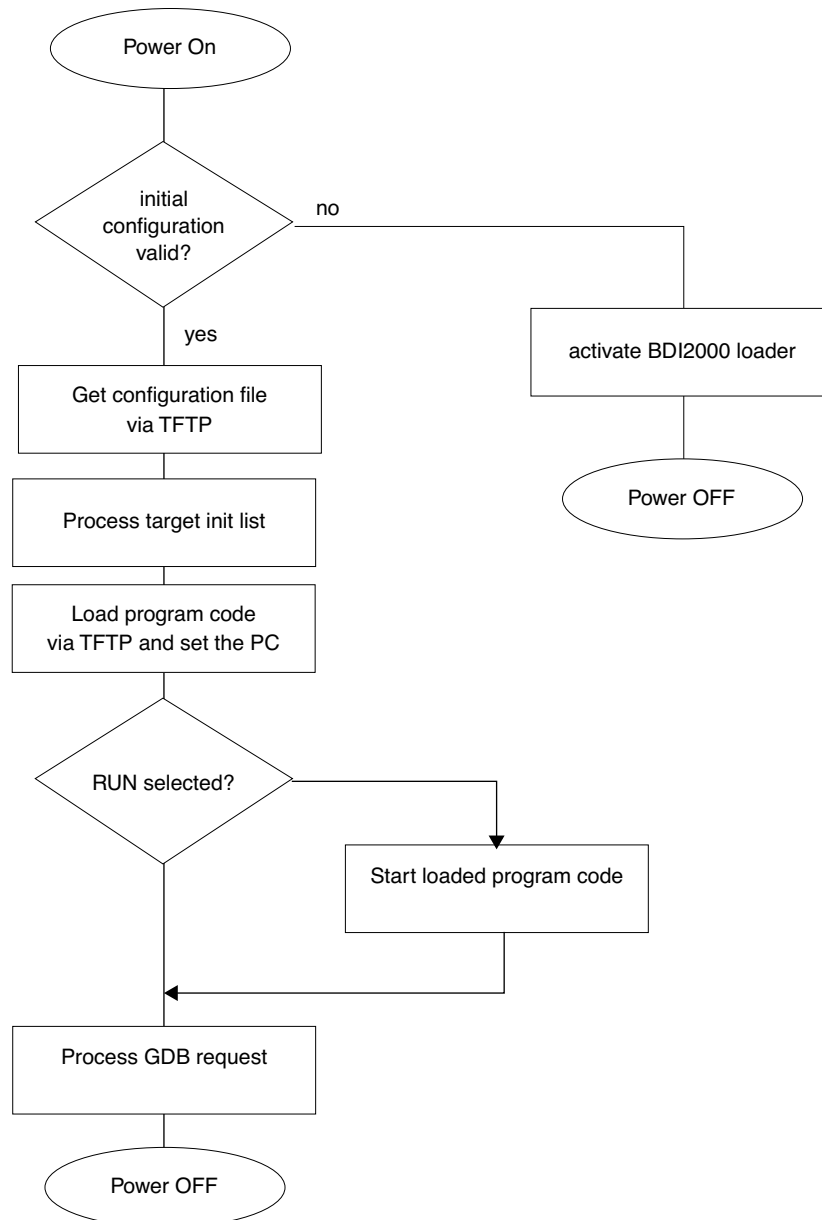 Power On
initial
configuration
valid?
no
yes
activate BDI2000 loader
Get configuration file
via TFTP
Power OFF
Process target init list
Load program code
via TFTP and set the PC
RUN selected?
Start loaded program code
Process GDB request
Power OFF